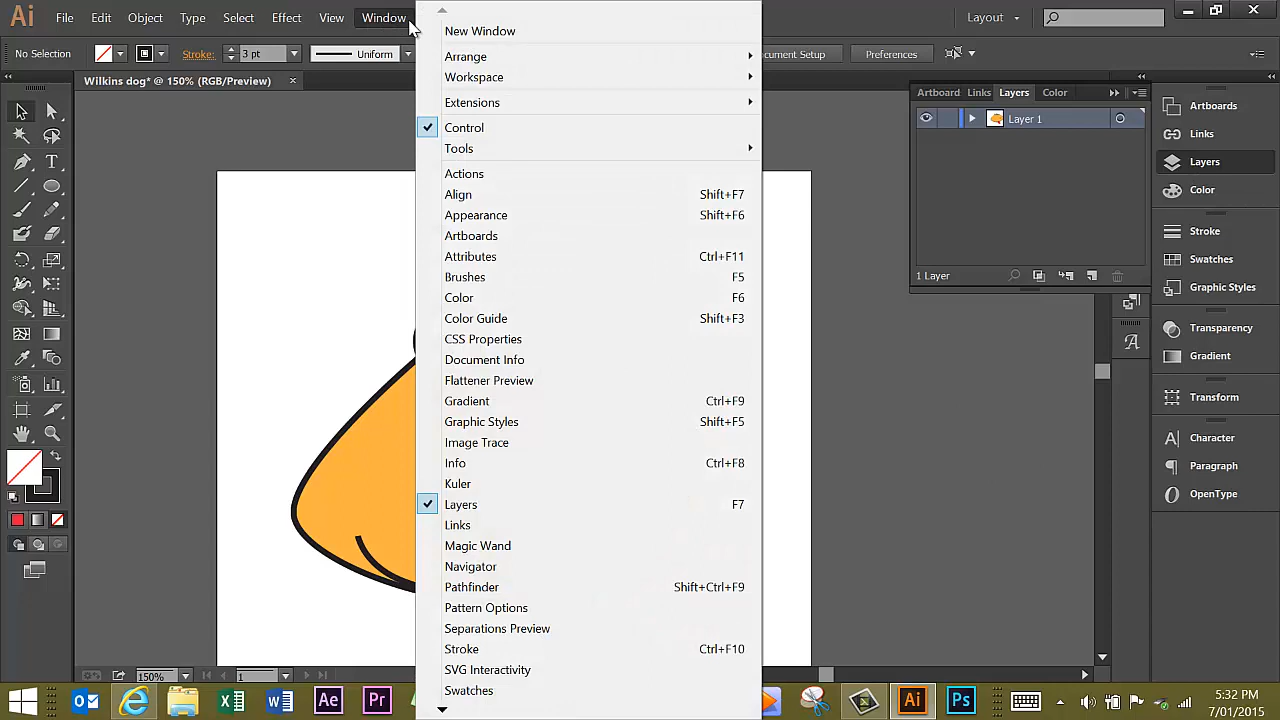 Ai File Edit Object Type Select Effect View Window Layout
No Selection Stroke: 3 pt Uniform Document Setup Preferences
Wilkins dog* @ 150% (RGB/Preview) ×
New Window
Arrange
Workspace
Extensions
Control
Tools
Actions
Align Shift+F7
Appearance Shift+F6
Artboards
Attributes Ctrl+F11
Brushes F5
Color F6
Color Guide Shift+F3
CSS Properties
Document Info
Flattener Preview
Gradient Ctrl+F9
Graphic Styles Shift+F5
Image Trace
Info Ctrl+F8
Kuler
Layers F7
Links
Magic Wand
Navigator
Pathfinder Shift+Ctrl+F9
Pattern Options
Separations Preview
Stroke Ctrl+F10
SVG Interactivity
Swatches
Artboard Links Layers Color
Layer 1
1 Layer
Artboards
Links
Layers
Color
Stroke
Swatches
Graphic Styles
Transparency
Gradient
Transform
Character
Paragraph
OpenType
150% 1
Ae Pr Ai Ps
5:32 PM
7/01/2015